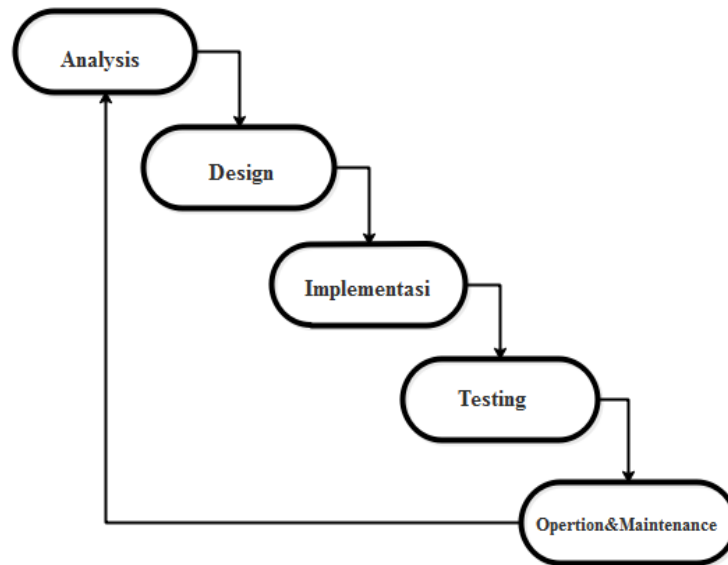 Analysis
Design
Implementasi
Testing
Opertion&Maintenance